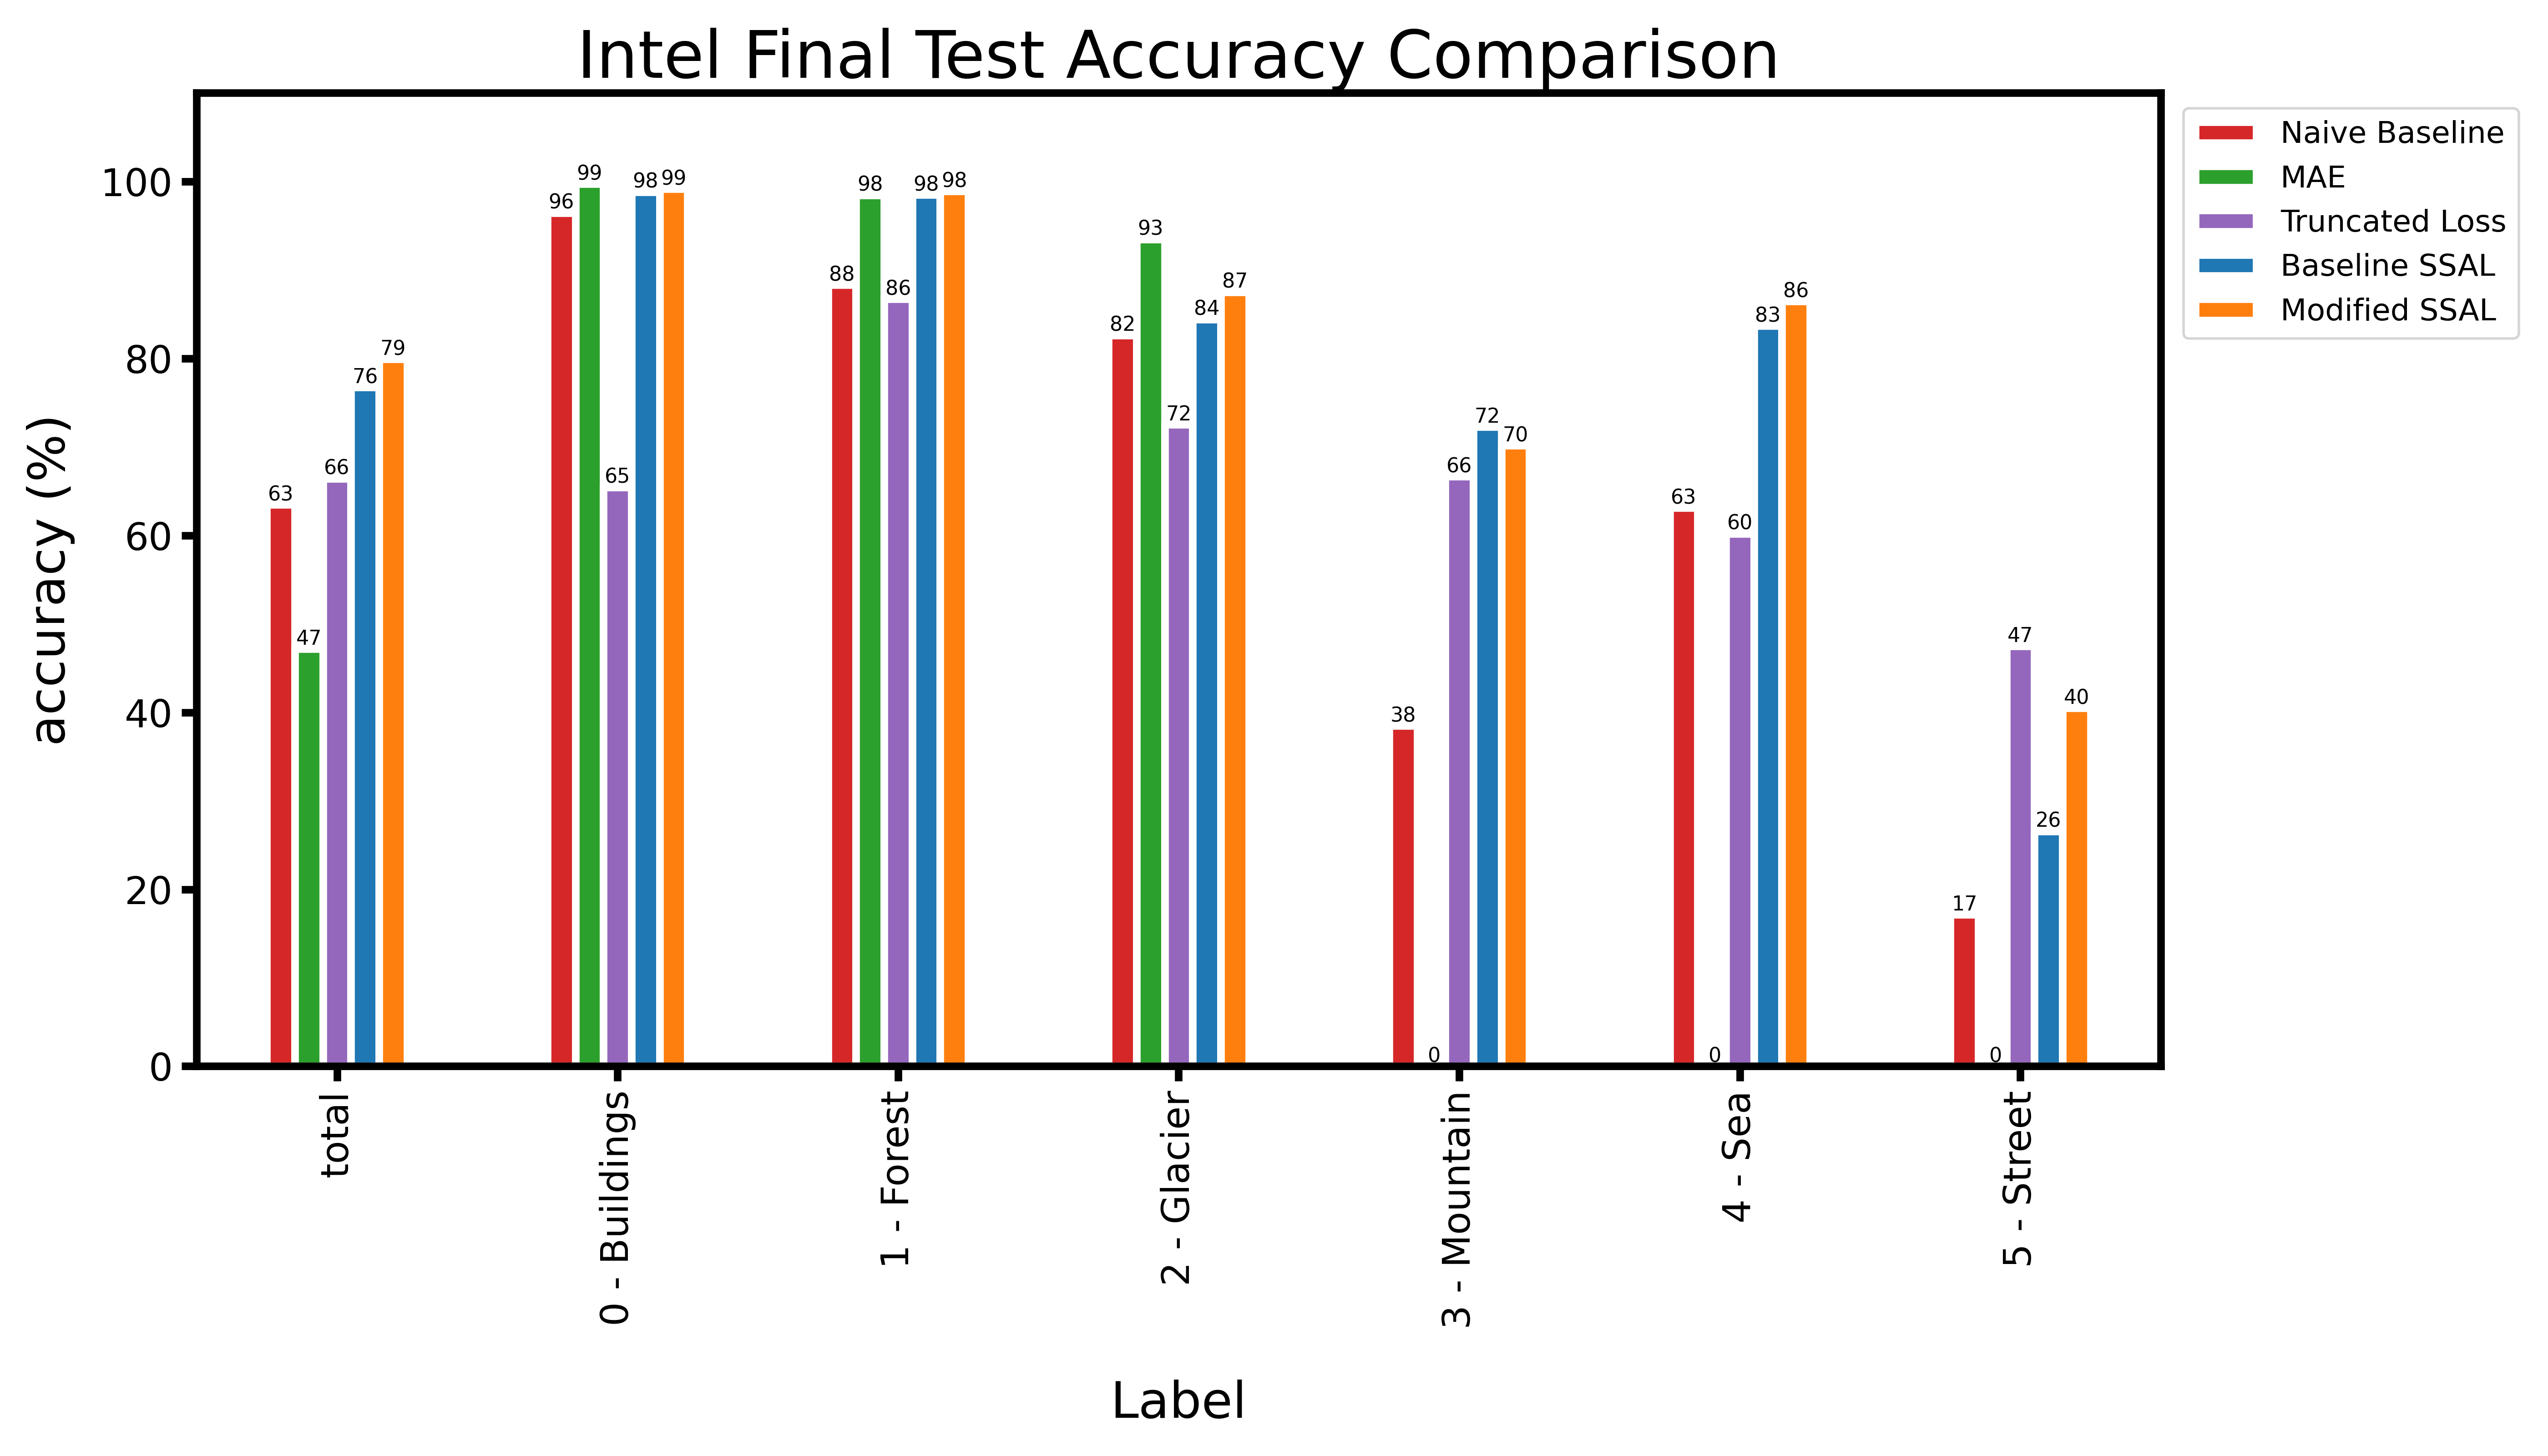 Intel Final Test Accuracy Comparison
accuracy (%)
100
80
60
40
20
0
63
47
66
76
79
96
99
65
98
99
88
98
86
98
98
82
93
72
84
87
38
0
66
72
70
63
0
60
83
86
17
0
47
26
40
total
0 - Buildings
1 - Forest
2 - Glacier
3 - Mountain
4 - Sea
5 - Street
Label
Naive Baseline
MAE
Truncated Loss
Baseline SSAL
Modified SSAL